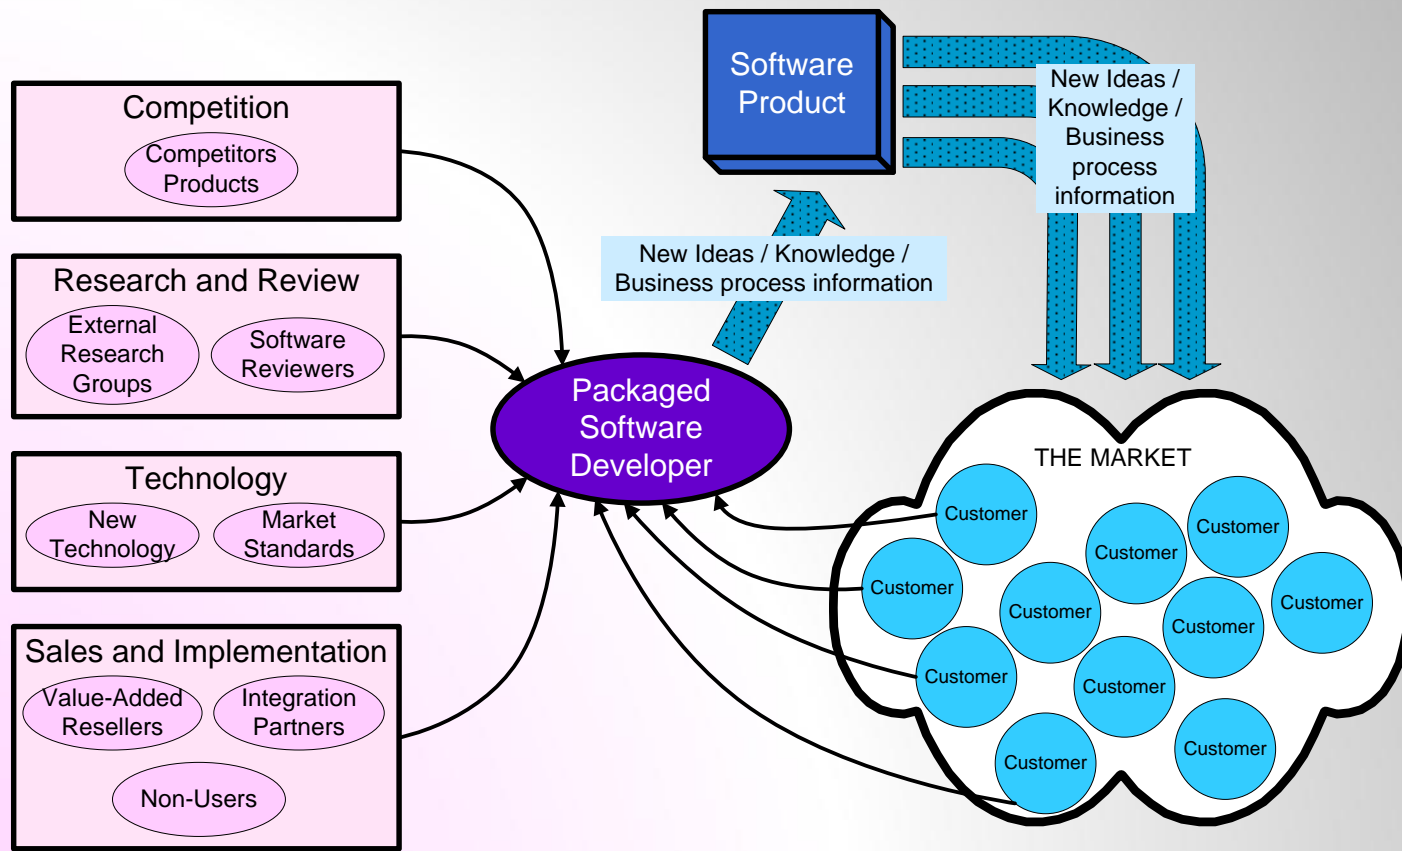 Competition
Competitors
Products
Research and Review
External
Research
Groups
Software
Reviewers
Technology
New
Technology
Market
Standards
Sales and Implementation
Value-Added
Resellers
Integration
Partners
Non-Users
Packaged
Software
Developer
New Ideas / Knowledge /
Business process information
Software
Product
New Ideas /
Knowledge /
Business
process
information
THE MARKET
Customer
Customer
Customer
Customer
Customer
Customer
Customer
Customer
Customer
Customer
Customer